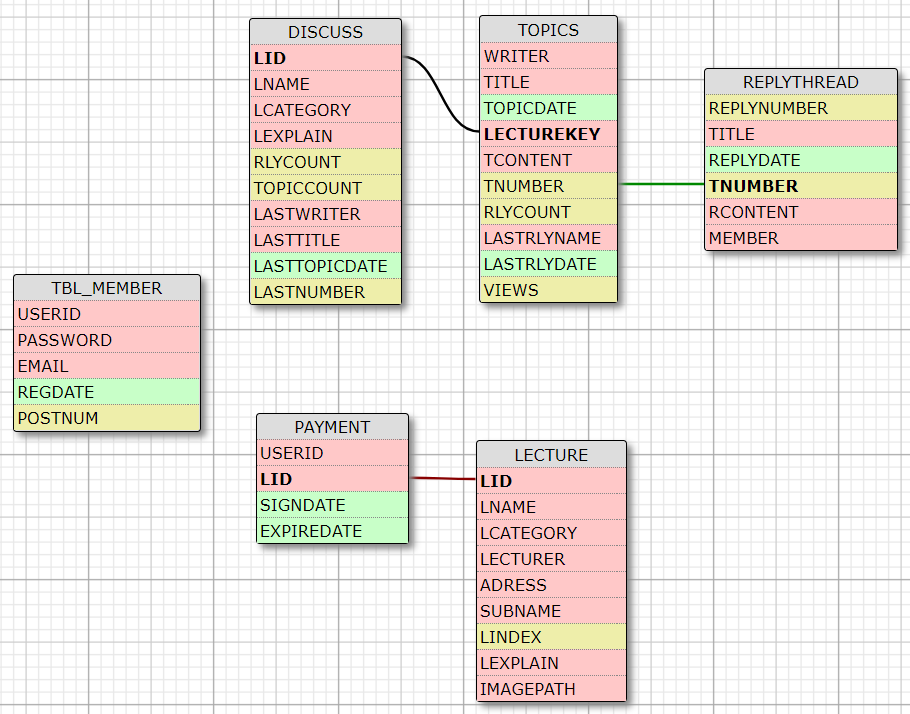 DISCUSS
LID
LNAME
LCATEGORY
LEXPLAIN
RLYCOUNT
TOPICCOUNT
LASTWRITER
LASTTITLE
LASTTOPICDATE
LASTNUMBER
TOPICS
WRITER
TITLE
TOPICDATE
LECTUREKEY
TCONTENT
TNUMBER
RLYCOUNT
LASTRLYNAME
LASTRLYDATE
VIEWS
REPLYTHREAD
REPLYNUMBER
TITLE
REPLYDATE
TNUMBER
RCONTENT
MEMBER
TBL_MEMBER
USERID
PASSWORD
EMAIL
REGDATE
POSTNUM
PAYMENT
USERID
LID
SIGNDATE
EXPIREDATE
LECTURE
LID
LNAME
LCATEGORY
LECTURER
ADRESS
SUBNAME
LINDEX
LEXPLAIN
IMAGEPATH